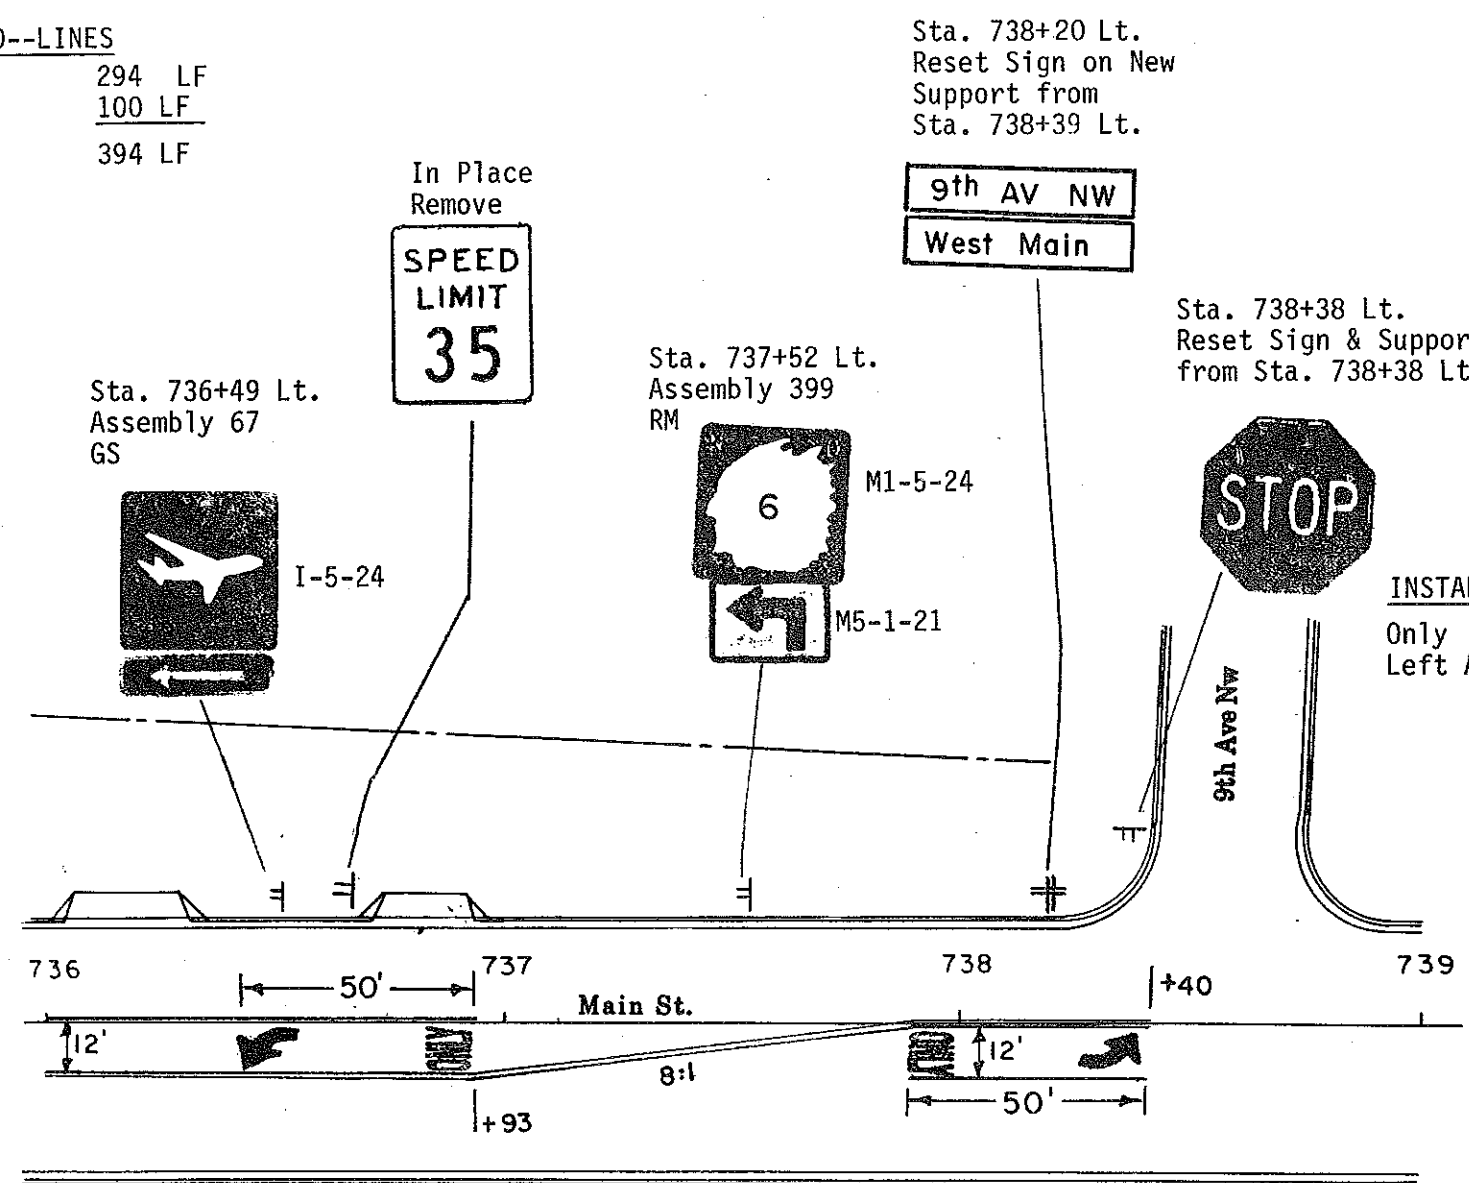 --LINES
294 LF
100 LF
394 LF
In Place
Remove
SPEED
LIMIT
35
Sta. 738+20 Lt.
Reset Sign on New
Support from
Sta. 738+39 Lt.
9th AV NW
West Main
Sta. 736+49 Lt.
Assembly 67
GS
I-5-24
Sta. 737+52 Lt.
Assembly 399
RM
6
M1-5-24
M5-1-21
Sta. 738+38 Lt.
Reset Sign & Suppor
from Sta. 738+38 Lt
STOP
INSTA
Only
Left
9th Ave Nw
736
737
738
739
50'
Main St.
+40
12'
ONLY
8:1
ONLY
12'
50'
+93